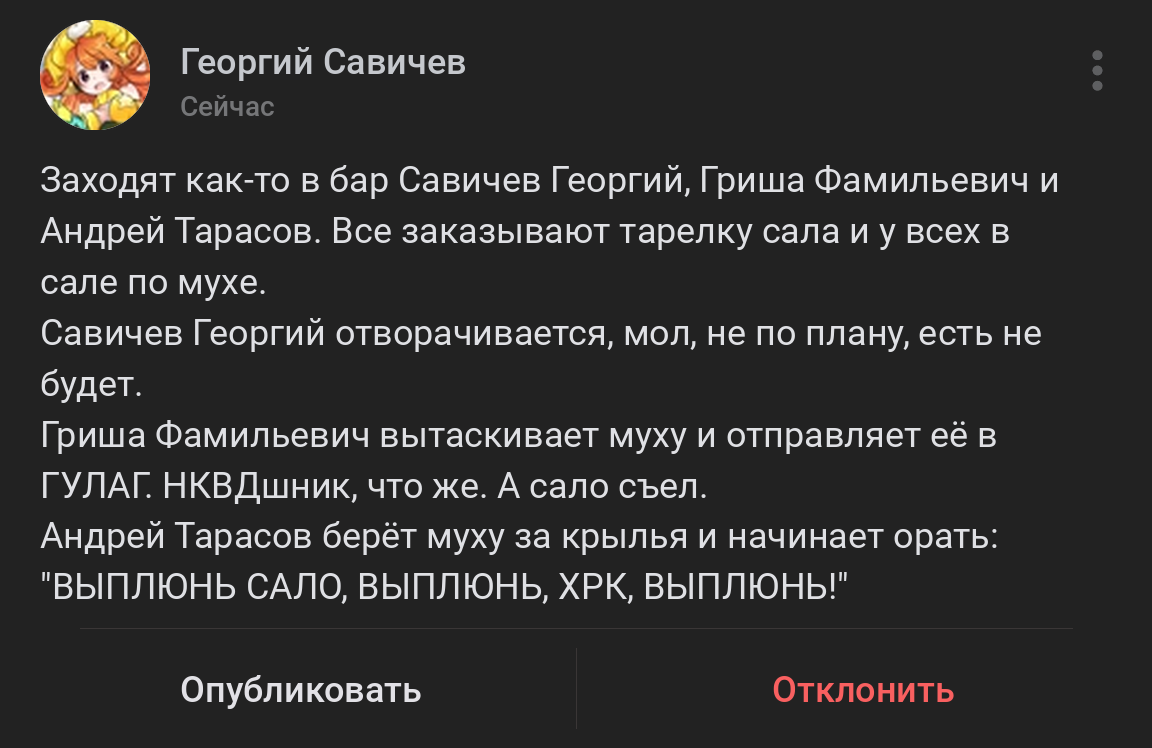 Георгий Савичев
Сейчас
Заходят как-то в бар Савичев Георгий, Гриша Фамильевич и
Андрей Тарасов. Все заказывают тарелку сала и у всех в
сале по мухе.
Савичев Георгий отворачивается, мол, не по плану, есть не
будет.
Гриша Фамильевич вытаскивает муху и отправляет её в
ГУЛАГ. НКВДшник, что же. А сало съел.
Андрей Тарасов берёт муху за крылья и начинает орать:
"ВЫПЛЮНЬ САЛО, ВЫПЛЮНЬ, ХРК, ВЫПЛЮНЬ!"
Опубликовать
Отклонить